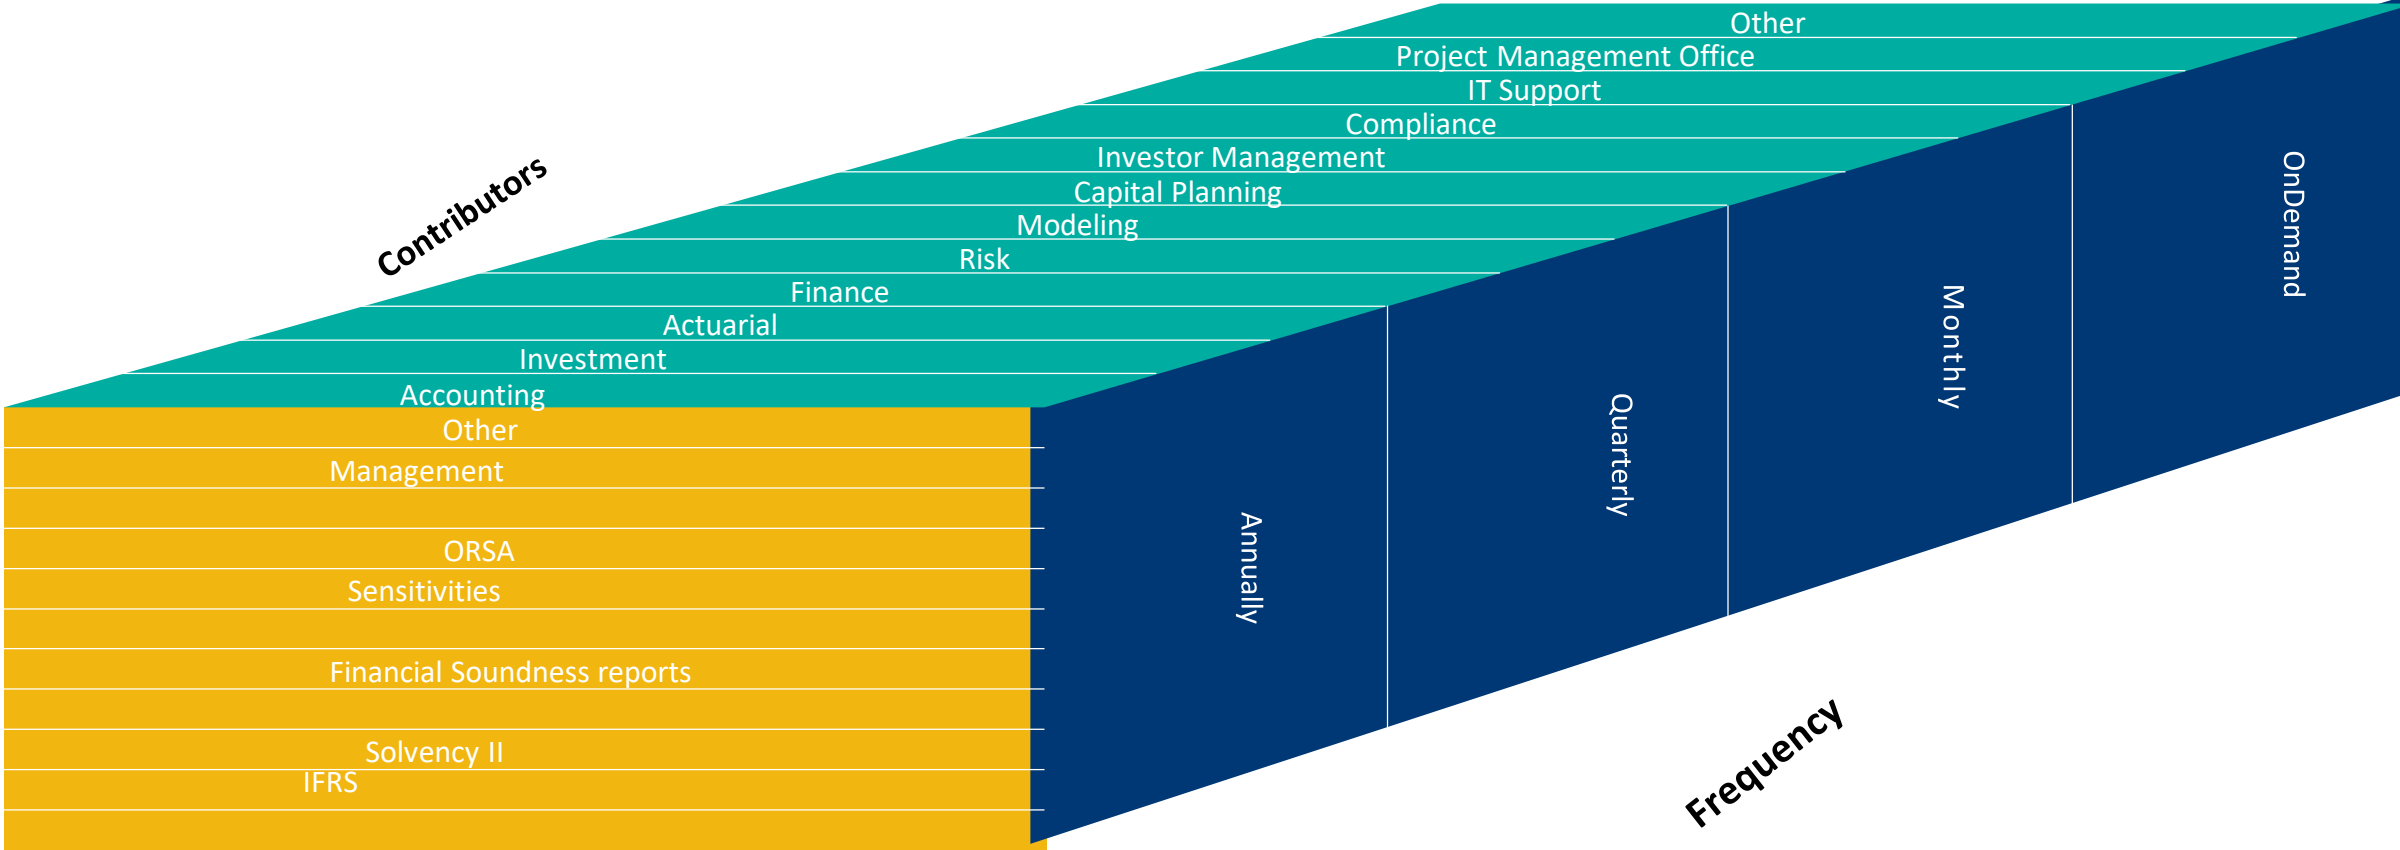 Other
Project Management Office
IT Support
Compliance
Investor Management
Capital Planning
Modeling
Risk
Finance
Actuarial
Investment
Accounting
Contributors
Other
Management
ORSA
Sensitivities
Financial Soundness reports
Solvency II
IFRS
Annually
Quarterly
Monthly
OnDemand
Frequency